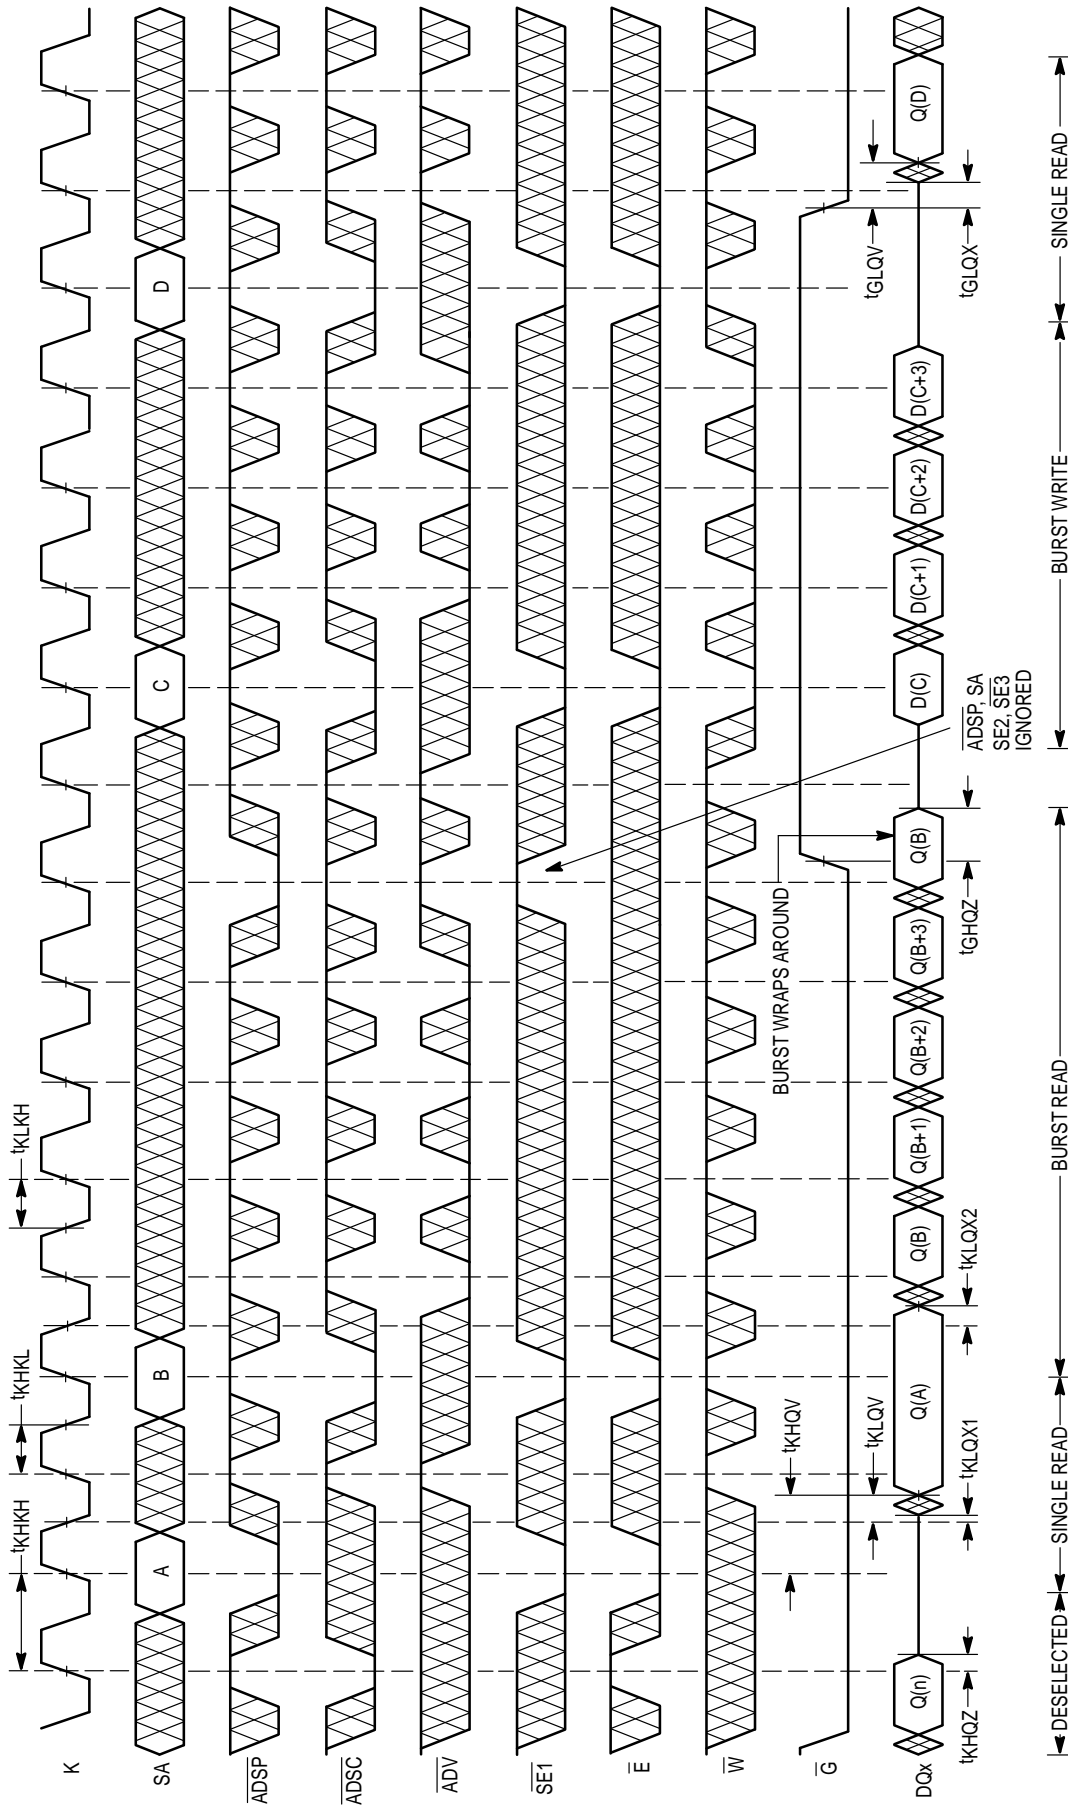 tKHKH
tKHKL
tKLKH
K
SA
A
B
C
D
ADSP
ADSC
ADV
SE1
E
W
tKHQV
tKLQV
BURST WRAPS AROUND
G
tGLQV
DQx
Q(n)
Q(A)
Q(B)
Q(B+1)
Q(B+2)
Q(B+3)
Q(B)
D(C)
D(C+1)
D(C+2)
D(C+3)
Q(D)
tKHQZ
tKLQX1
tKLQX2
tGHQZ
ADSP, SA
SE2, SE3
IGNORED
tGLQX
DESELECTED
SINGLE READ
BURST READ
BURST WRITE
SINGLE READ